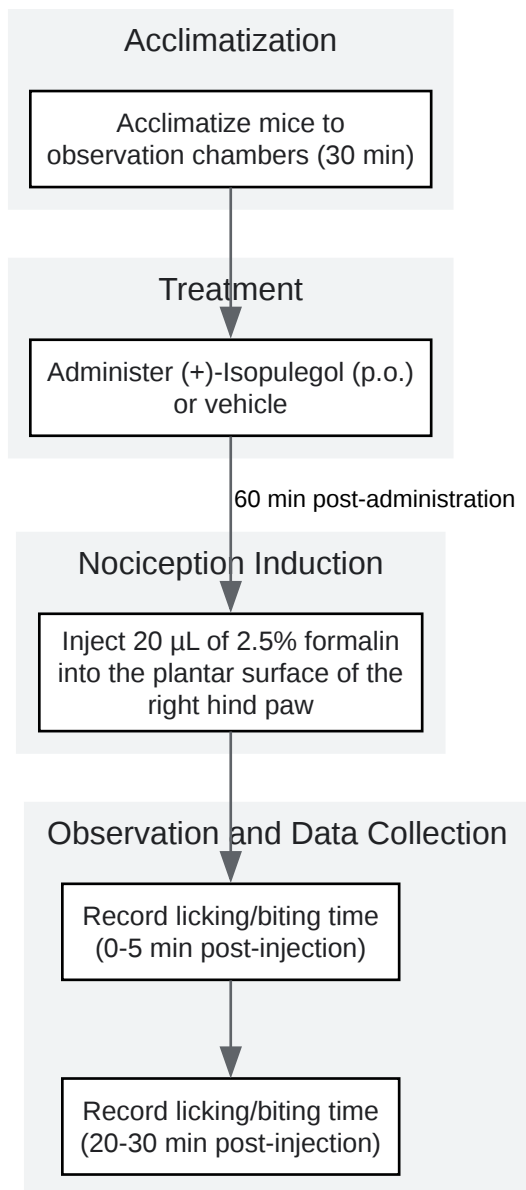 Acclimatization
Acclimatize mice to
observation chambers (30 min)
Treatment
Administer (+)-Isopulegol (p.o.)
or vehicle
60 min post-administration
Nociception Induction
Inject 20 µL of 2.5% formalin
into the plantar surface of the
right hind paw
Observation and Data Collection
Record licking/biting time
(0-5 min post-injection)
Record licking/biting time
(20-30 min post-injection)